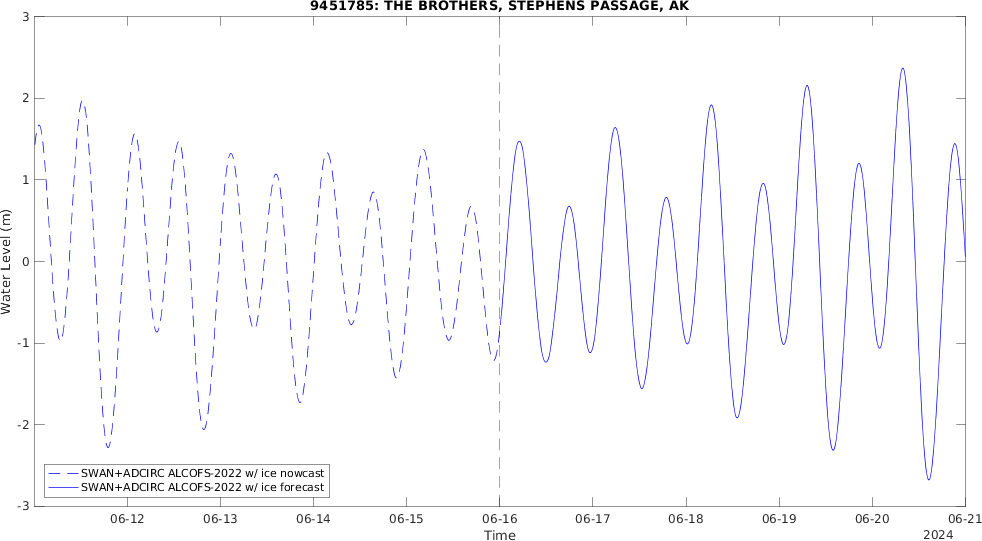 9451785: THE BROTHERS, STEPHENS PASSAGE, AK
3
2
1
0
-1
-2
-3
Water Level (m)
SWAN+ADCIRC ALCOFS-2022 w/ ice nowcast
SWAN+ADCIRC ALCOFS-2022 w/ ice forecast
06-12 06-13 06-14 06-15 06-16 06-17 06-18 06-19 06-20 06-21
Time
2024